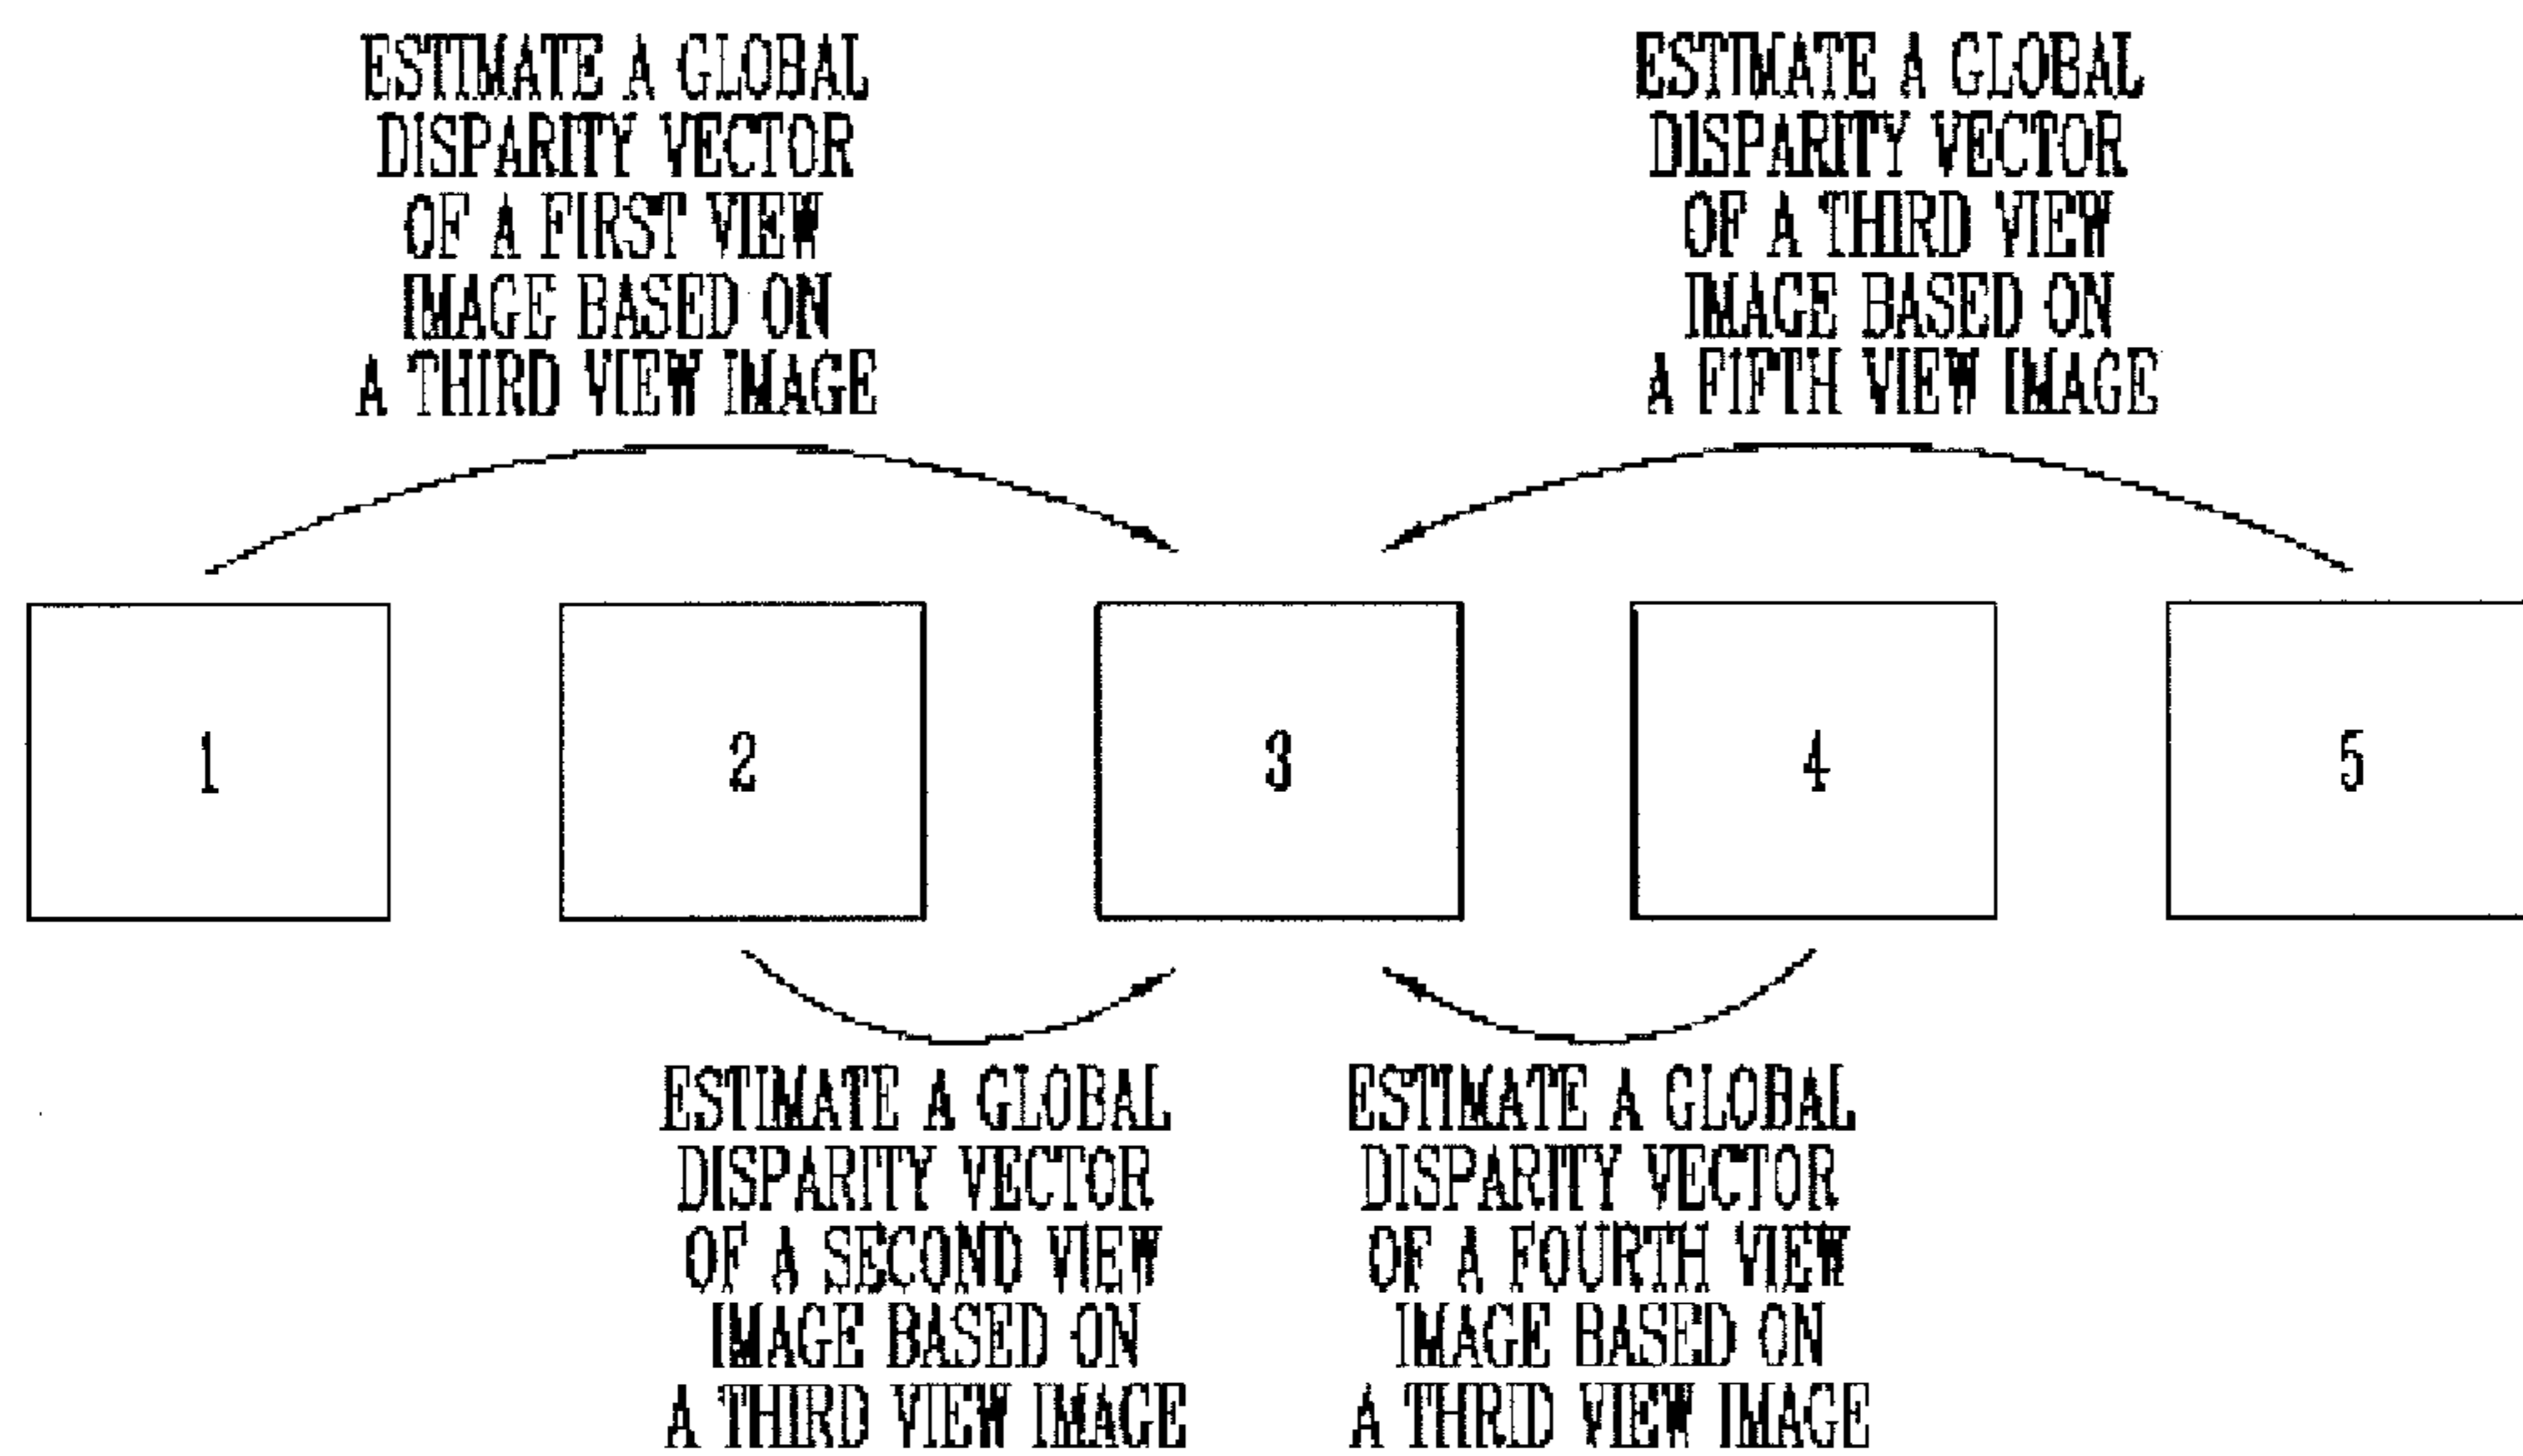 ESTIMATE A GLOBAL
DISPARITY VECTOR
OF A FIRST VIEW
IMAGE BASED ON
A THIRD VIEW IMAGE
ESTIMATE A GLOBAL
DISPARITY VECTOR
OF A THIRD VIEW
IMAGE BASED ON
A FIFTH VIEW IMAGE
1
2
3
4
5
ESTIMATE A GLOBAL
DISPARITY VECTOR
OF A SECOND VIEW
IMAGE BASED ON
A THIRD VIEW IMAGE
ESTIMATE A GLOBAL
DISPARITY VECTOR
OF A FOURTH VIEW
IMAGE BASED ON
A THRID VIEW IMAGE